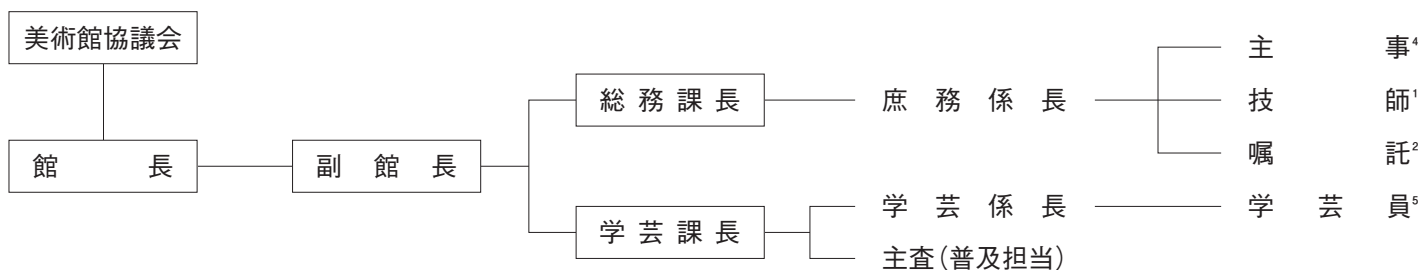 美術館協議会
館長
副館長
総務課長
庶務係長
主事⁴
技師¹
嘱託²
学芸課長
学芸係長
学芸員⁵
主査(普及担当)